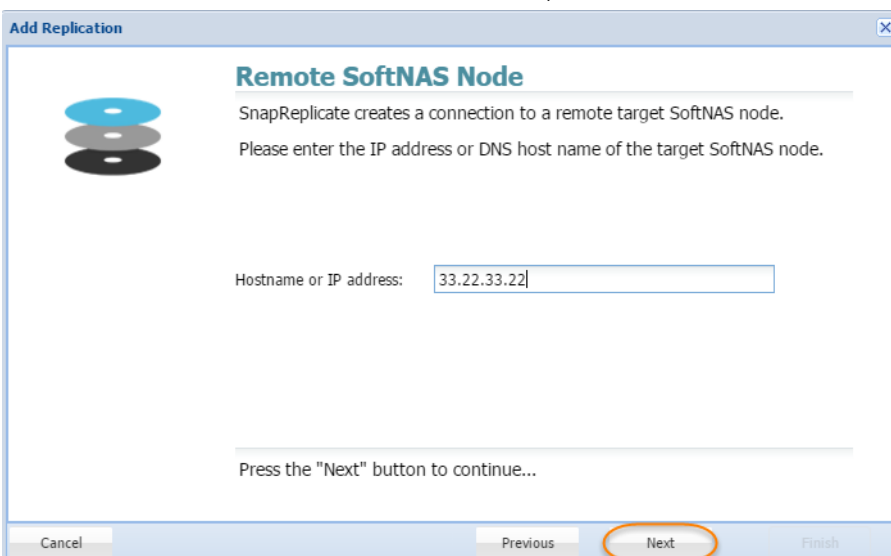 Add Replication
Remote SoftNAS Node
SnapReplicate creates a connection to a remote target SoftNAS node.
Please enter the IP address or DNS host name of the target SoftNAS node.
Hostname or IP address: 33.22.33.22
Press the "Next" button to continue...
Cancel Previous Next Finish